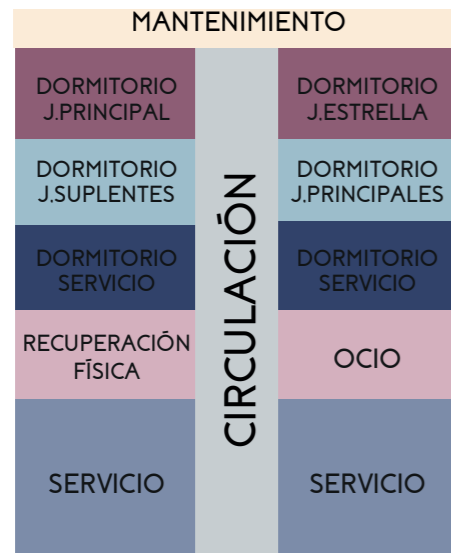 MANTENIMIENTO
DORMITORIO
J.PRINCIPAL
DORMITORIO
J.ESTRELLA
DORMITORIO
J.SUPLENTES
DORMITORIO
J.PRINCIPALES
DORMITORIO
SERVICIO
DORMITORIO
SERVICIO
CIRCULACIÓN
RECUPERACIÓN
FÍSICA
OCIO
SERVICIO
SERVICIO